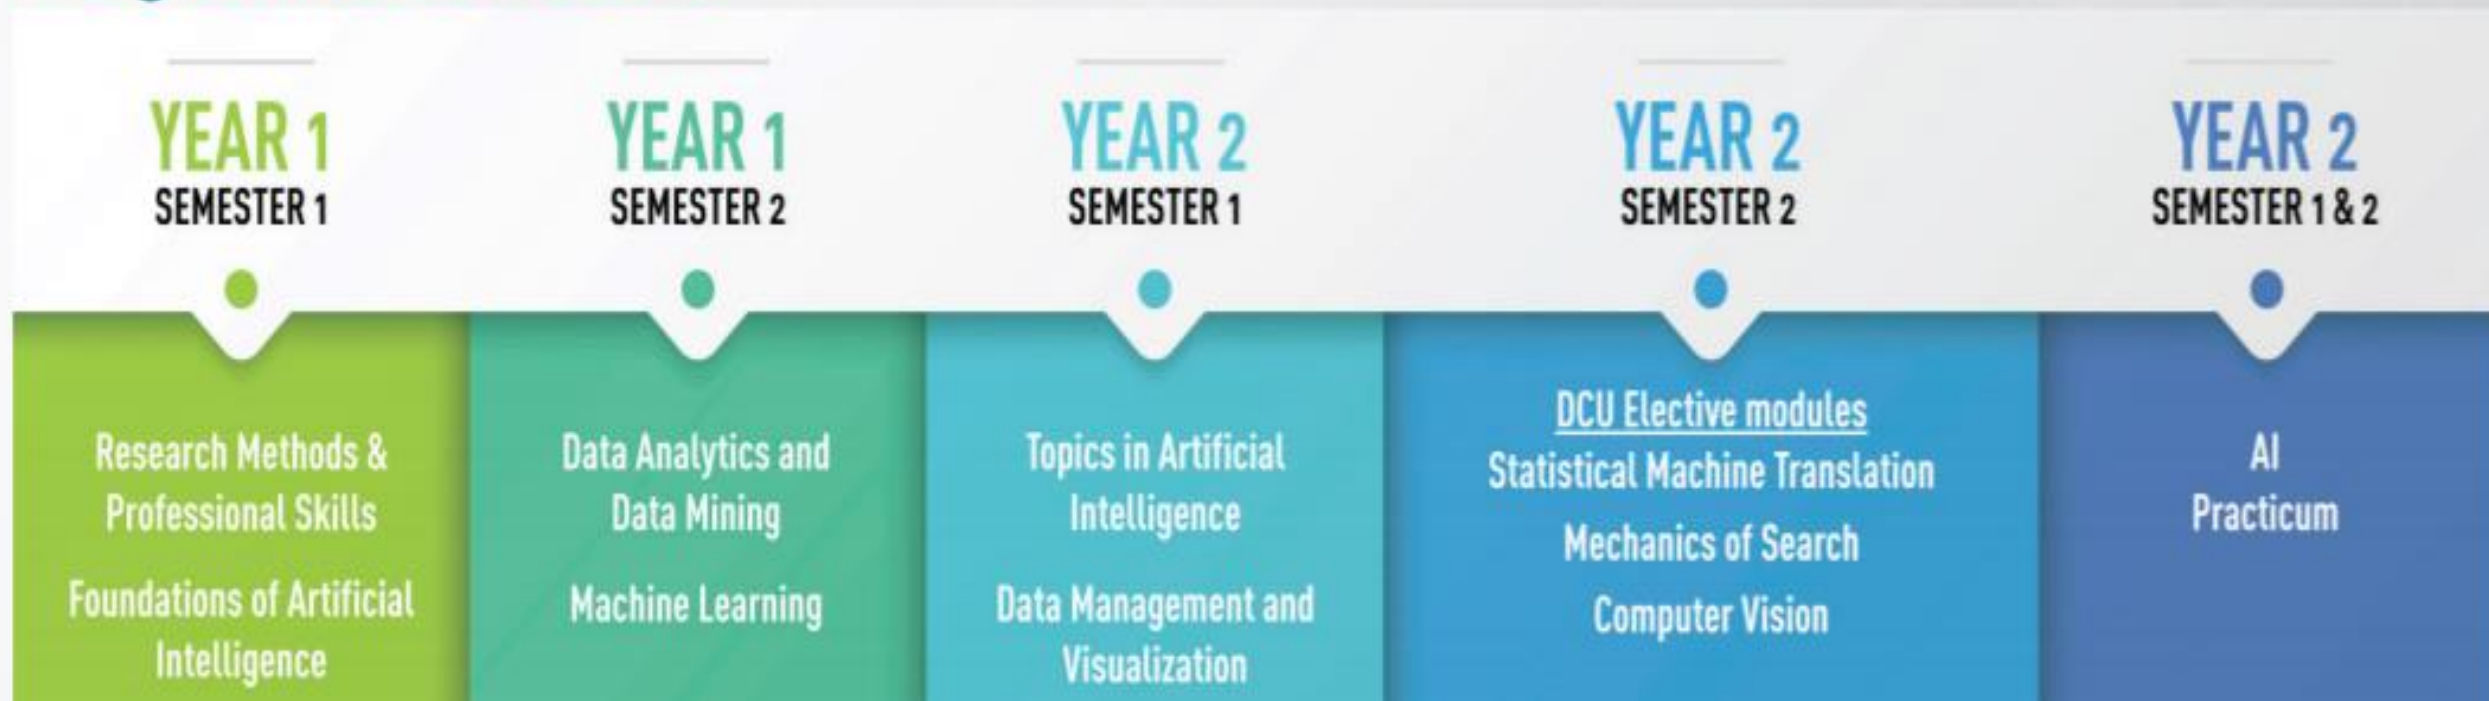 YEAR 1
SEMESTER 1
Research Methods &
Professional Skills
Foundations of Artificial
Intelligence
YEAR 1
SEMESTER 2
Data Analytics and
Data Mining
Machine Learning
YEAR 2
SEMESTER 1
Topics in Artificial
Intelligence
Data Management and
Visualization
YEAR 2
SEMESTER 2
DCU Elective modules
Statistical Machine Translation
Mechanics of Search
Computer Vision
YEAR 2
SEMESTER 1 & 2
AI
Practicum